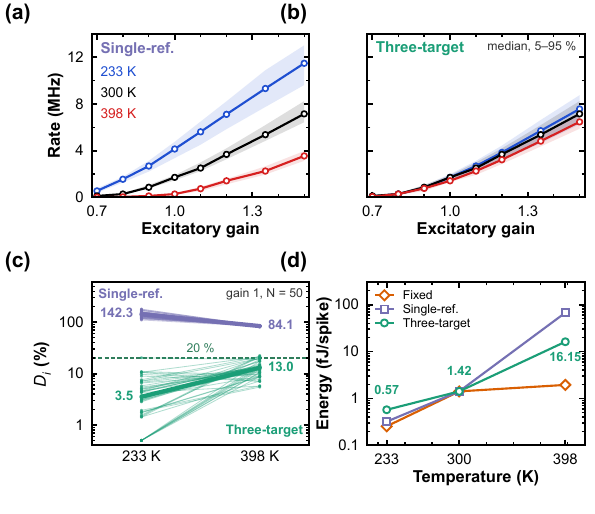 (a)
Single-ref.
233 K
300 K
398 K
Rate (MHz)
12
8
4
0
0.7
1.0
1.3
Excitatory gain
(b)
Three-target
median, 5–95 %
0.7
1.0
1.3
Excitatory gain
(c)
Single-ref.
gain 1, N = 50
142.3
84.1
20 %
3.5
13.0
Three-target
D_i (%)
100
10
1
233 K
398 K
(d)
Fixed
Single-ref.
Three-target
0.57
1.42
16.15
Energy (fJ/spike)
100
10
1
0.1
233
300
398
Temperature (K)